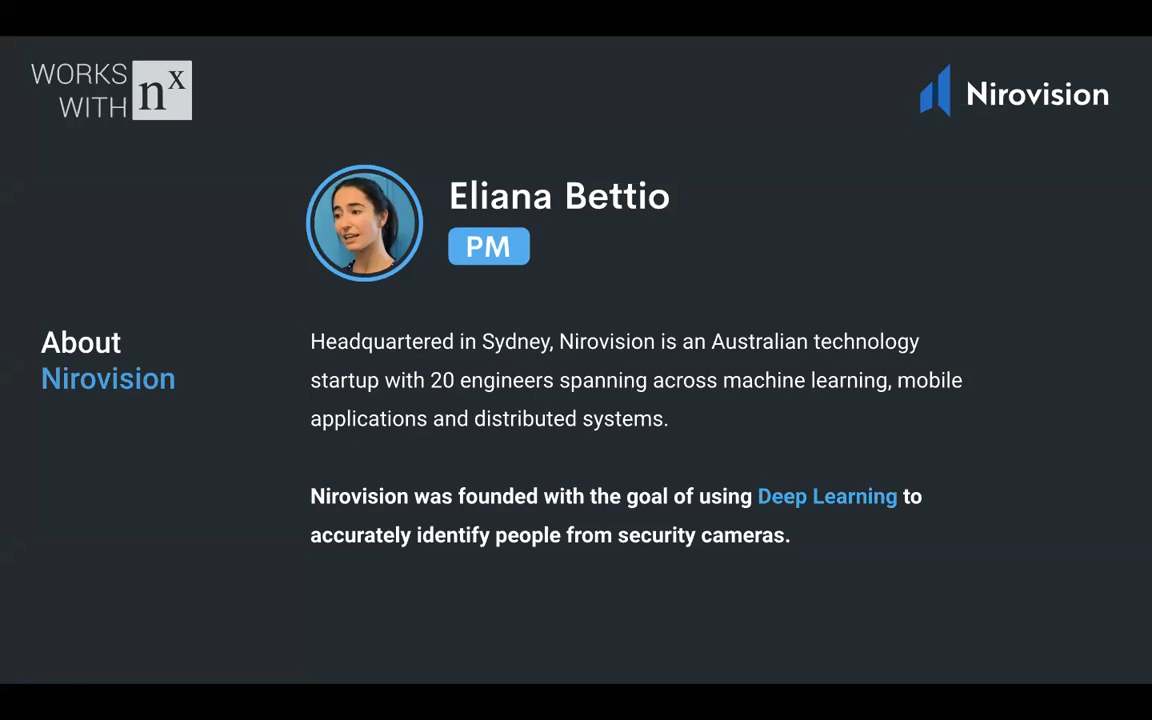 WORKS
WITH nx
Nirovision
Eliana Bettio
PM
About
Nirovision
Headquartered in Sydney, Nirovision is an Australian technology
startup with 20 engineers spanning across machine learning, mobile
applications and distributed systems.
Nirovision was founded with the goal of using Deep Learning to
accurately identify people from security cameras.